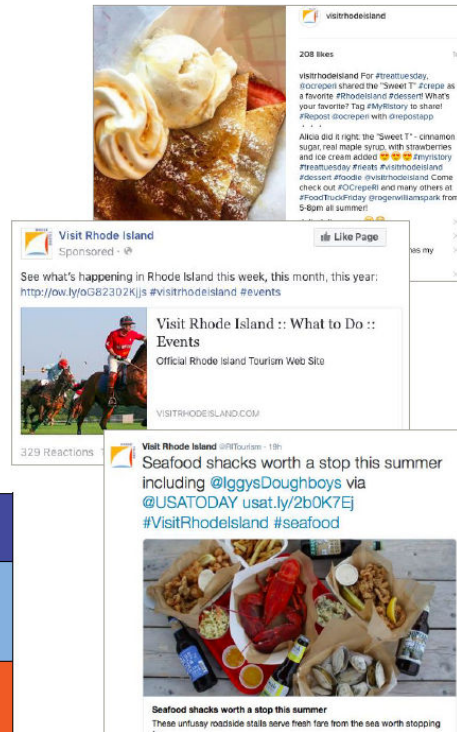 visitrhodeisland
208 likes
visitrhodeisland For #treattuesday,
@ocreperi shared the "Sweet T" #crepe as
a favorite #RhodeIsland #dessert! What's
your favorite? Tag #MyRIstory to share!
#Repost @ocreperi with @repostapp
・・・
Alicia did it right: the "Sweet T" - cinnamon
sugar, real maple syrup, with strawberries
and ice cream added 😍😍😍#myristory
#treattuesday #rieats #visitrhodeisland
#dessert #foodie @visitrhodeisland Come
check out #OCrepeRI and many others at
#FoodTruckFriday @rogerwilliamspark from
5-8pm all summer!
my
Visit Rhode Island
Sponsored ·
Like Page
See what's happening in Rhode Island this week, this month, this year:
http://ow.ly/oG82302Kjjs #visitrhodeisland #events
Visit Rhode Island :: What to Do ::
Events
Official Rhode Island Tourism Web Site
VISITRHODEISLAND.COM
329 Reactions
Visit Rhode Island @RITourism · 19h
Seafood shacks worth a stop this summer
including @IggysDoughboys via
@USATODAY usat.ly/2b0K7Ej
#VisitRhodeIsland #seafood
Seafood shacks worth a stop this summer
These unfussy roadside stalls serve fresh fare from the sea worth stopping